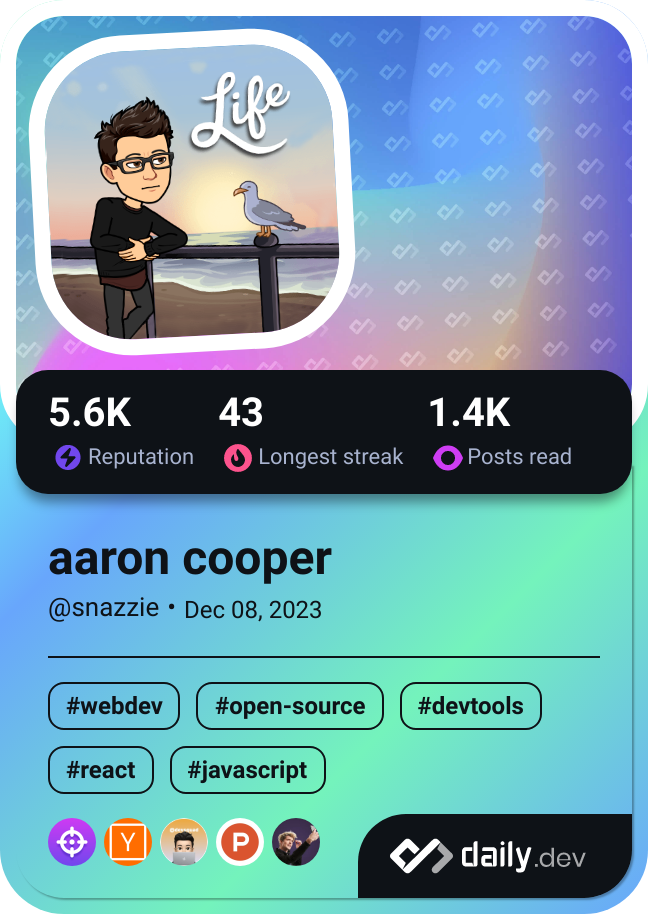 Life
5.6K 43 1.4K
Reputation Longest streak Posts read
aaron cooper
@snazzie • Dec 08, 2023
#webdev #open-source #devtools
#react #javascript
Y P
daily.dev